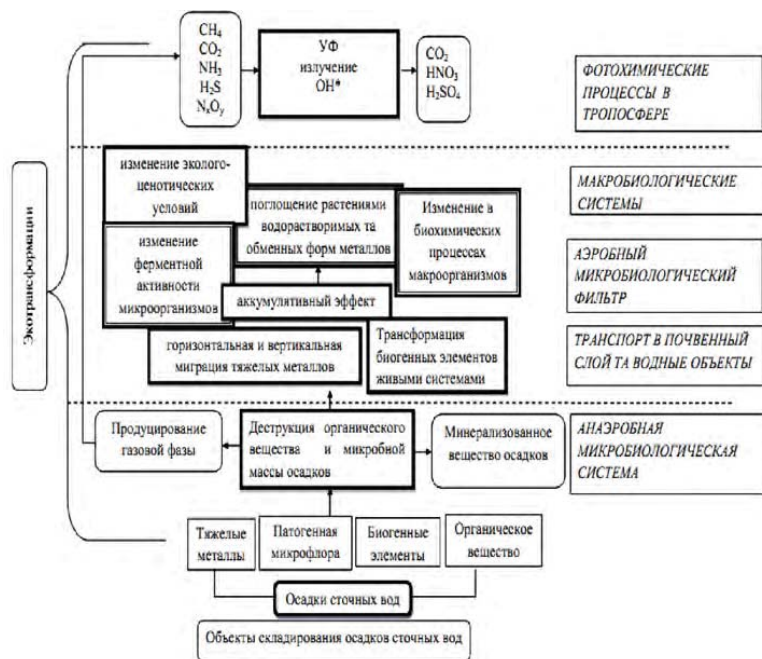 CH4
CO2
NH3
H2S
NxOy
УФ
излучение
OH*
CO2
HNO3
H2SO4
ФОТОХИМИЧЕСКИЕ
ПРОЦЕССЫ В
ТРОПОСФЕРЕ
Экотрансформации
изменение эколого-
ценотических
условий
поглощение растениями
водорастворимых та
обменных форм металлов
Изменение в
биохимических
процессах
макроорганизмов
МАКРОБИОЛОГИЧЕСКИЕ
СИСТЕМЫ
изменение
ферментной
активности
микроорганизмов
аккумулятивный эффект
АЭРОБНЫЙ
МИКРОБИОЛОГИЧЕСКИЙ
ФИЛЬТР
горизонтальная и вертикальная
миграция тяжелых металлов
Трансформация
биогенных элементов
живыми системами
ТРАНСПОРТ В ПОЧВЕННЫЙ
СЛОЙ ТА ВОДНЫЕ ОБЪЕКТЫ
Продуцирование
газовой фазы
Деструкция органического
вещества и микробной
массы осадков
Минерализованное
вещество осадков
АНАЭРОБНАЯ
МИКРОБИОЛОГИЧЕСКАЯ
СИСТЕМА
Тяжелые
металлы
Патогенная
микрофлора
Биогенные
элементы
Органическое
вещество
Осадки сточных вод
Объекты складирования осадков сточных вод